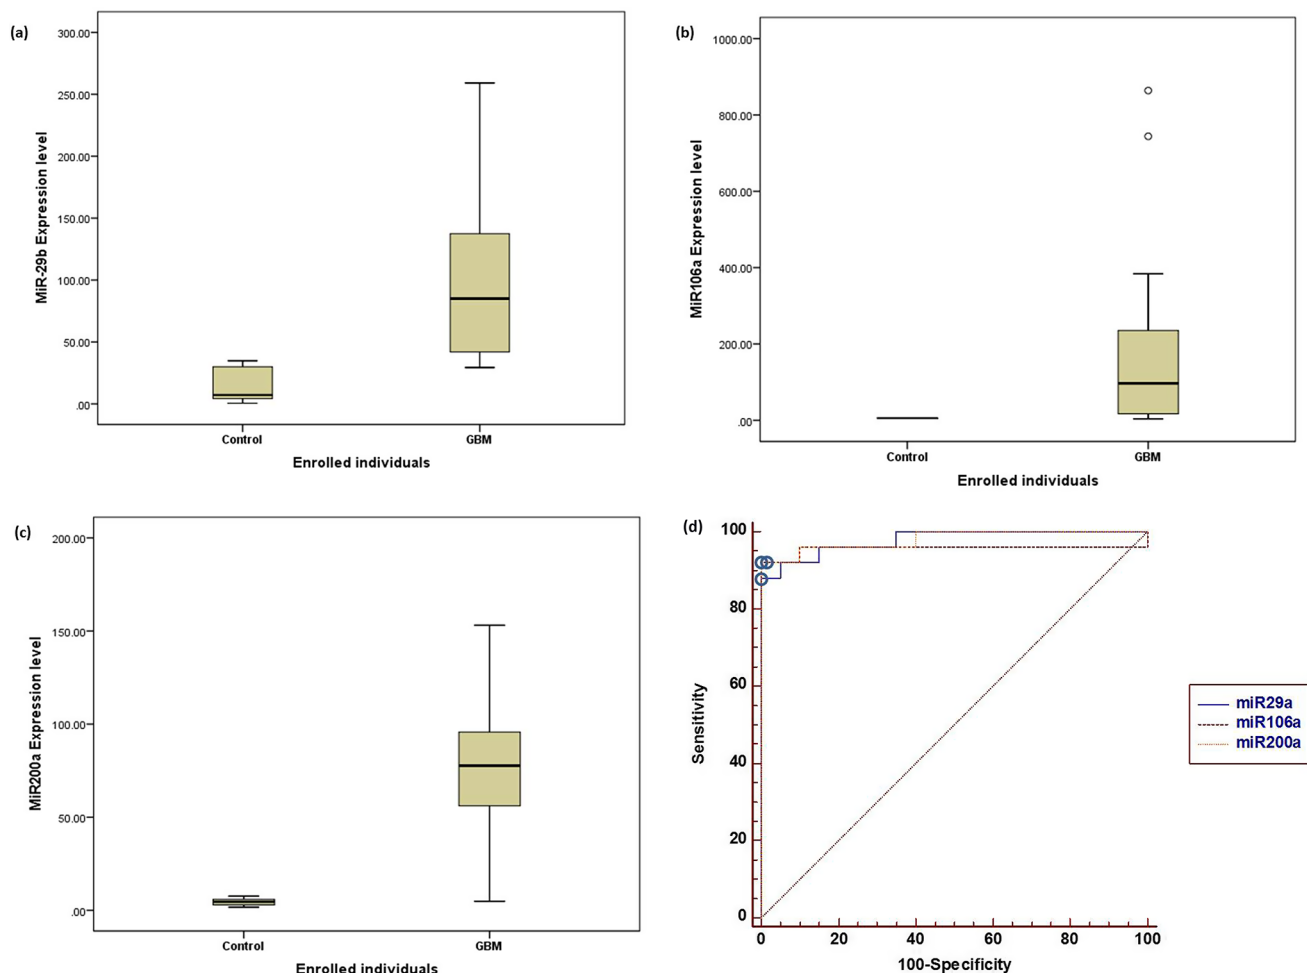 (a)
300.00
250.00
200.00
150.00
100.00
50.00
.00
MiR-29b Expression level
Control
GBM
Enrolled individuals
(b)
1000.00
800.00
600.00
400.00
200.00
.00
MiR106a Expression level
Control
GBM
Enrolled individuals
(c)
200.00
150.00
100.00
50.00
.00
MiR200a Expression level
Control
GBM
Enrolled individuals
(d)
100
80
60
40
20
0
Sensitivity
0 20 40 60 80 100
100-Specificity
miR29a
miR106a
miR200a